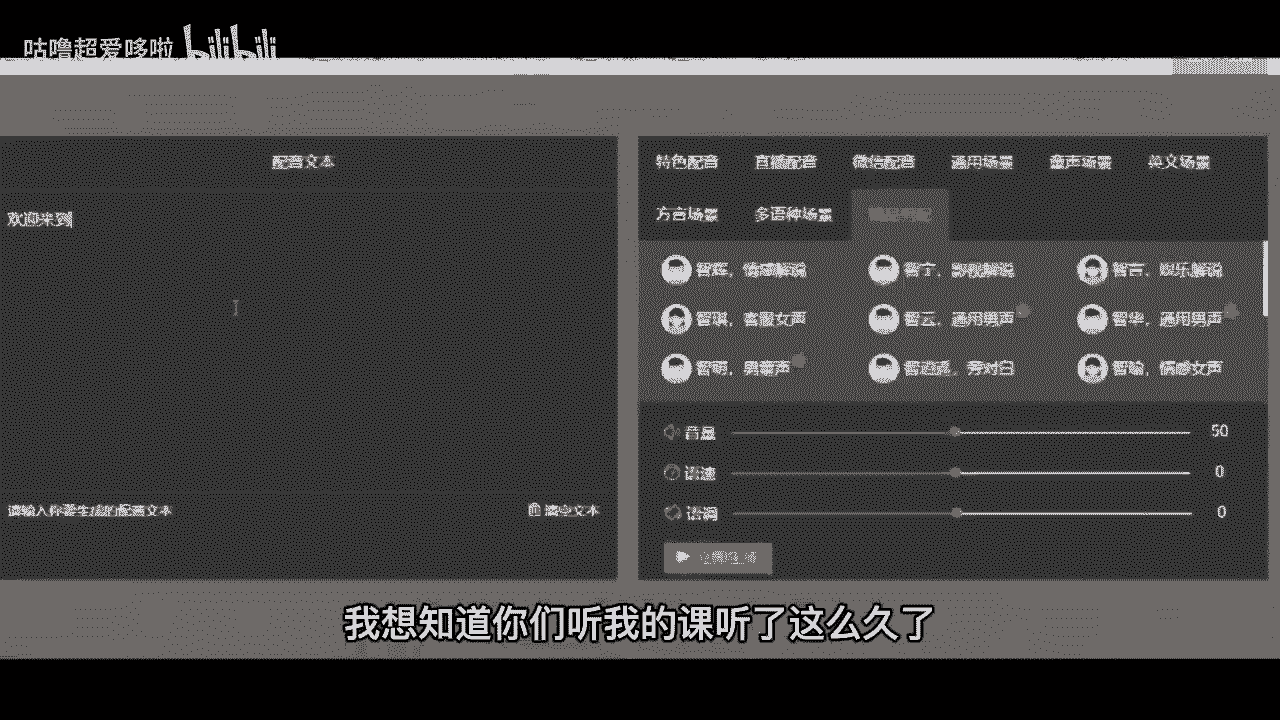 咕噜超爱哆啦 bilibili
配音文本
欢迎来到
请输入你要生成的配音文本
清空文本
特色配音 直播配音 微信配音 通用场景 童声场景 英文场景
方言场景 多语种场景
智辉，情感解说 智宁，影视解说 智言，娱乐解说
智琪，客服女声 智云，通用男声 智华，通用男声
智萌，男童声 智逍遥，旁对白 智瑜，情感女声
音量 50
语速 0
语调 0
我想知道你们听我的课听了这么久了